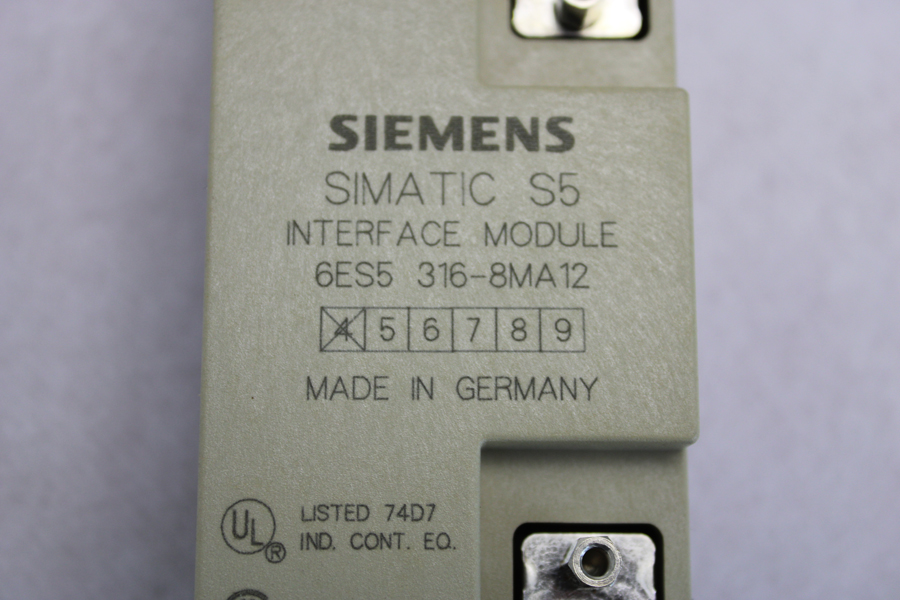 SIEMENS
SIMATIC S5
INTERFACE MODULE
6ES5 316-8MA12
4 5 6 7 8 9
MADE IN GERMANY
UL ®
LISTED 74D7
IND. CONT. EQ.